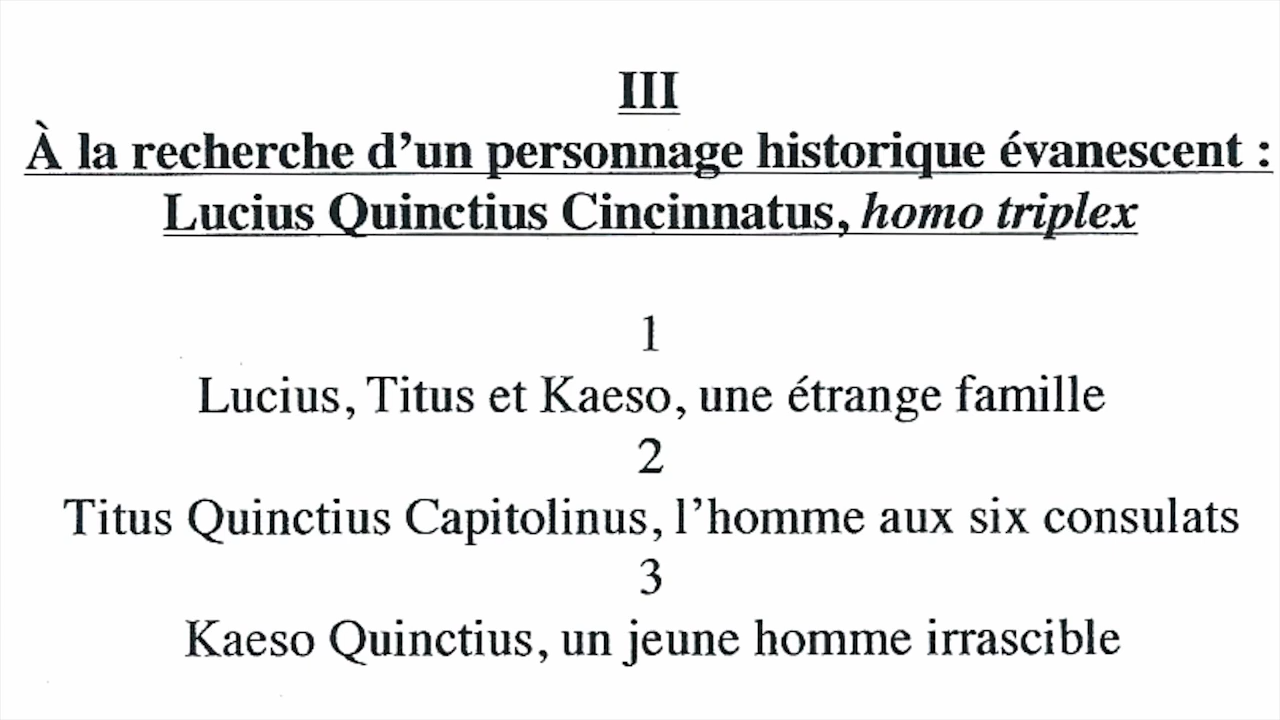 III
À la recherche d’un personnage historique évanescent :
Lucius Quinctius Cincinnatus, homo triplex
1
Lucius, Titus et Kaeso, une étrange famille
2
Titus Quinctius Capitolinus, l’homme aux six consulats
3
Kaeso Quinctius, un jeune homme irrascible